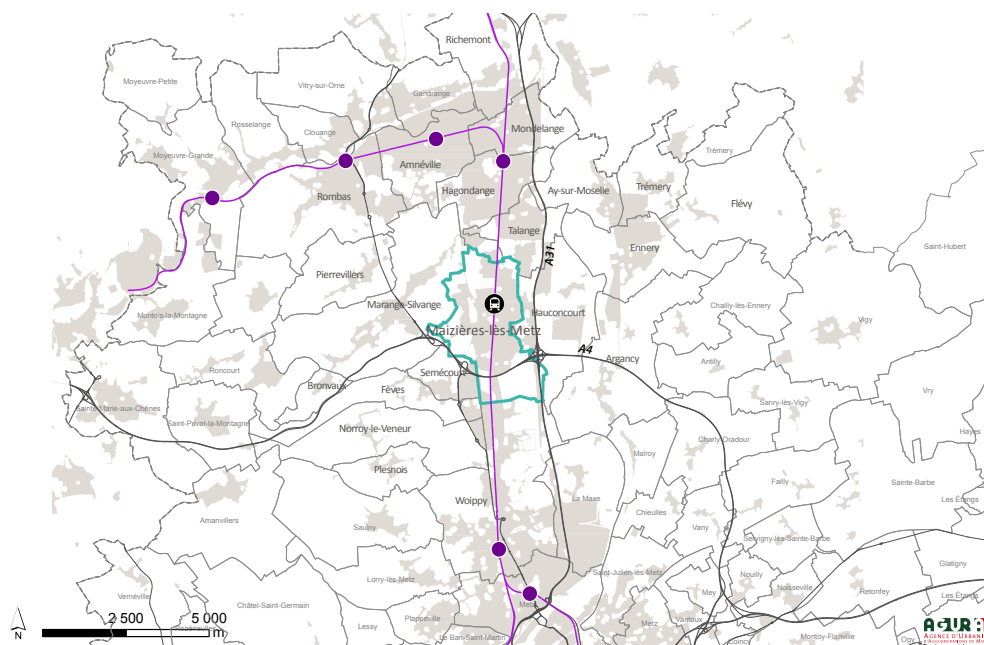 Richemont
Moyeuvre-Petite
Vitry-sur-Orne
Gandrange
Rosselange
Clouange
Mondelange
Moyeuvre-Grande
Amnéville
Trémery
Rombas
Hagondange
Ay-sur-Moselle
Trémery
Flévy
Talange
Ennery
Saint-Hubert
A31
Pierrevillers
Marange-Silvange
Hauconcourt
Chailly-lès-Ennery
Montois-la-Montagne
Vigy
Maizières-lès-Metz
A4
Argancy
Antilly
Roncourt
Semécourt
Bronvaux
Fèves
Vry
Sainte-Marie-aux-Chênes
Sanry-lès-Vigy
Saint-Privat-la-Montagne
Norroy-le-Veneur
Hayes
Charly-Oradour
Malroy
Plesnois
Failly
Sainte-Barbe
Woippy
La Maxe
Les Étangs
Amanvillers
Chieulles
Saulny
Vany
Servigny-lès-Sainte-Barbe
Glatigny
Lorry-lès-Metz
Saint-Julien-lès-Metz
Nouilly
Noisseville
Retonfey
Vernéville
Mey
Les Étangs
Châtel-Saint-Germain
Metz
Plappeville
Lessy
Metz
Vantoux
Le Ban-Saint-Martin
Coincy
Montoy-Flanville
Ogy
2 500
5 000
m
N
AGURAM
AGENCE D'URBANI